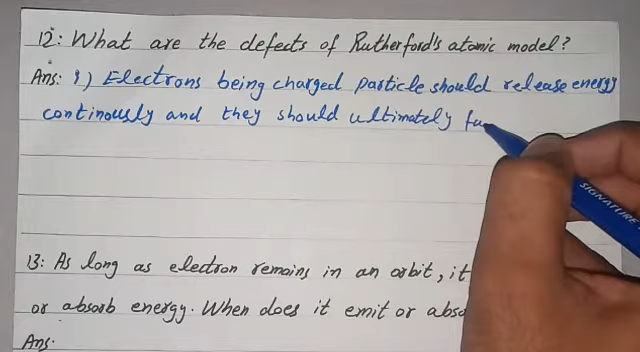 12: What are the defects of Rutherford's atomic model?
Ans: 1) Electrons being charged particle should release energy
continously and they should ultimately
13: As long as electron remains in an orbit, it
or absorb energy. When does it emit or
Ans.
SIGNATURE